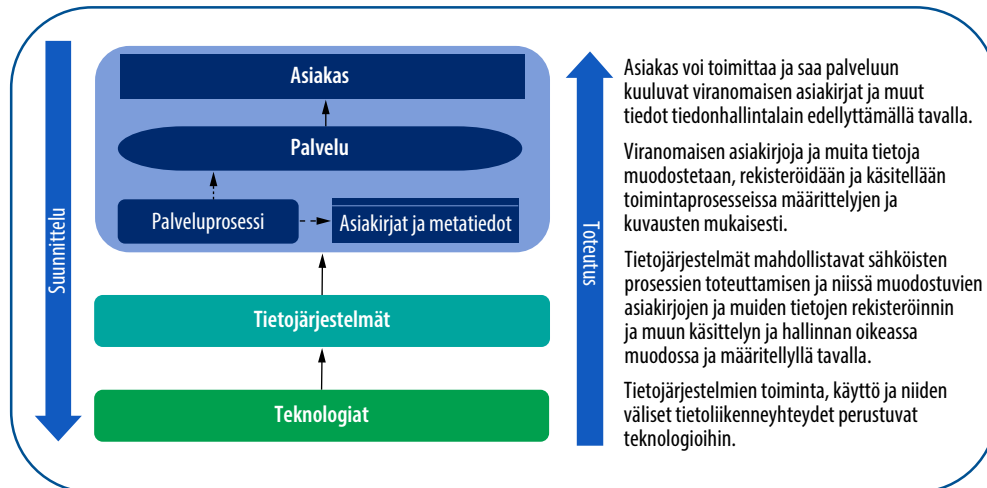 Suunnittelu
Asiakas
Palvelu
Palveluprosessi
Asiakirjat ja metatiedot
Tietojärjestelmät
Teknologiat
Toteutus
Asiakas voi toimittaa ja saa palveluun
kuuluvat viranomaisen asiakirjat ja muut
tiedot tiedonhallintalain edellyttämällä tavalla.
Viranomaisen asiakirjoja ja muita tietoja
muodostetaan, rekisteröidään ja käsitellään
toimintaprosesseissa määrittelyjen ja
kuvausten mukaisesti.
Tietojärjestelmät mahdollistavat sähköisten
prosessien toteuttamisen ja niissä muodostuvien
asiakirjojen ja muiden tietojen rekisteröinnin
ja muun käsittelyn ja hallinnan oikeassa
muodossa ja määritellyllä tavalla.
Tietojärjestelmien toiminta, käyttö ja niiden
väliset tietoliikenneyhteydet perustuvat
teknologioihin.